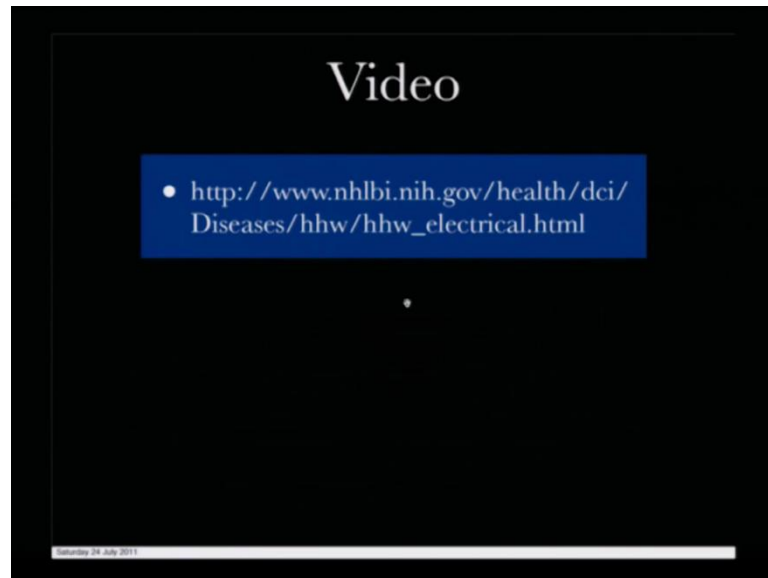 Video
• http://www.nhlbi.nih.gov/health/dci/
Diseases/hhw/hhw_electrical.html
Saturday 24 July 2011